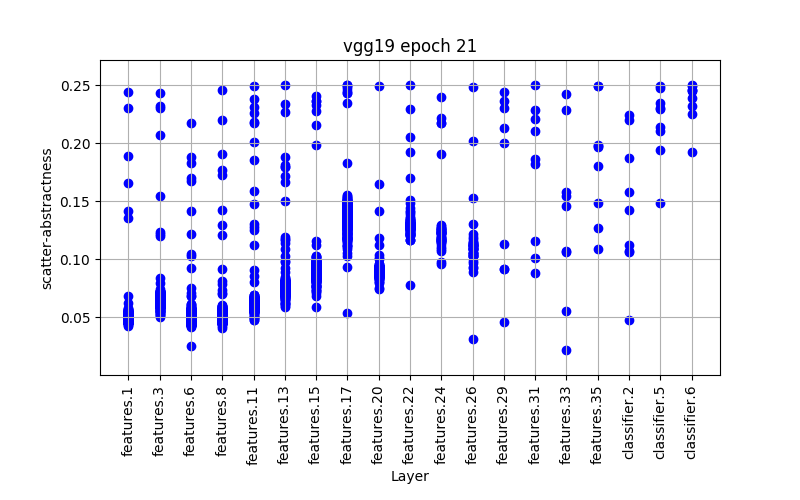 vgg19 epoch 21
scatter-abstractness
0.25
0.20
0.15
0.10
0.05
features.1
features.3
features.6
features.8
features.11
features.13
features.15
features.17
features.20
features.22
features.24
features.26
features.29
features.31
features.33
features.35
classifier.2
classifier.5
classifier.6
Layer